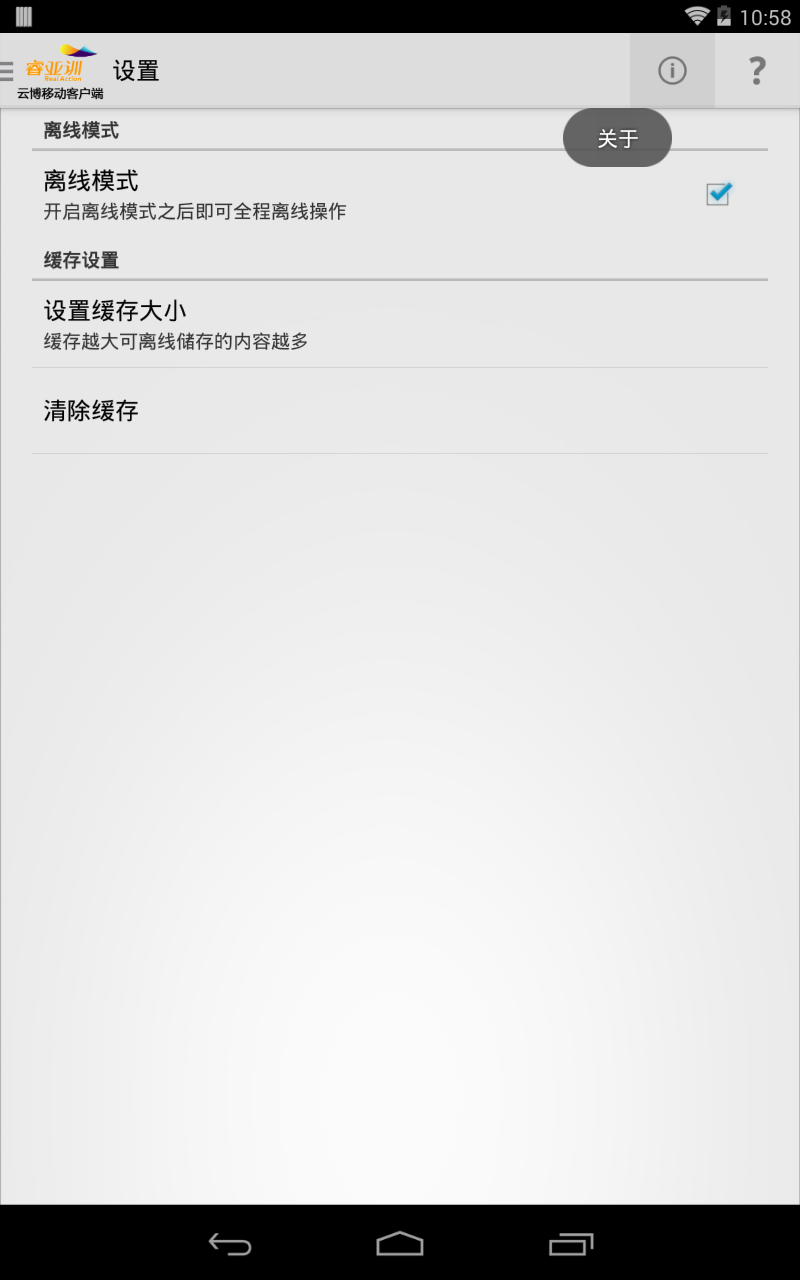 10:58
睿亚训
Real Action
云博移动客户端
设置
?
关于
离线模式
离线模式
开启离线模式之后即可全程离线操作
缓存设置
设置缓存大小
缓存越大可离线储存的内容越多
清除缓存